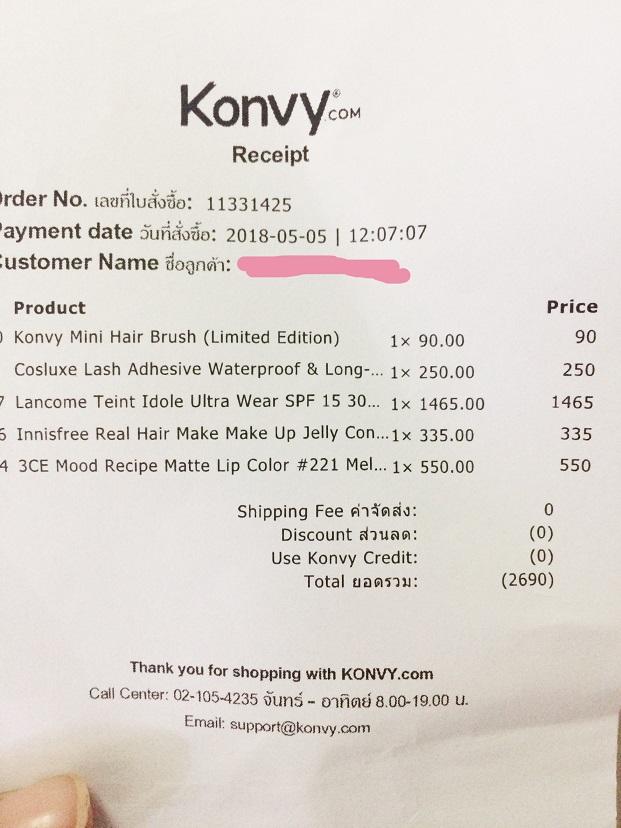 Konvy®.COM
Receipt
rder No. เลขที่ใบสั่งซื้อ: 11331425
ayment date วันที่สั่งซื้อ: 2018-05-05 | 12:07:07
ustomer Name ชื่อลูกค้า:
Product Price
0 Konvy Mini Hair Brush (Limited Edition) 1× 90.00 90
Cosluxe Lash Adhesive Waterproof & Long-... 1× 250.00 250
7 Lancome Teint Idole Ultra Wear SPF 15 30... 1× 1465.00 1465
6 Innisfree Real Hair Make Make Up Jelly Con... 1× 335.00 335
4 3CE Mood Recipe Matte Lip Color #221 Mel... 1× 550.00 550
Shipping Fee ค่าจัดส่ง: 0
Discount ส่วนลด: (0)
Use Konvy Credit: (0)
Total ยอดรวม: (2690)
Thank you for shopping with KONVY.com
Call Center: 02-105-4235 จันทร์ - อาทิตย์ 8.00-19.00 น.
Email: support@konvy.com